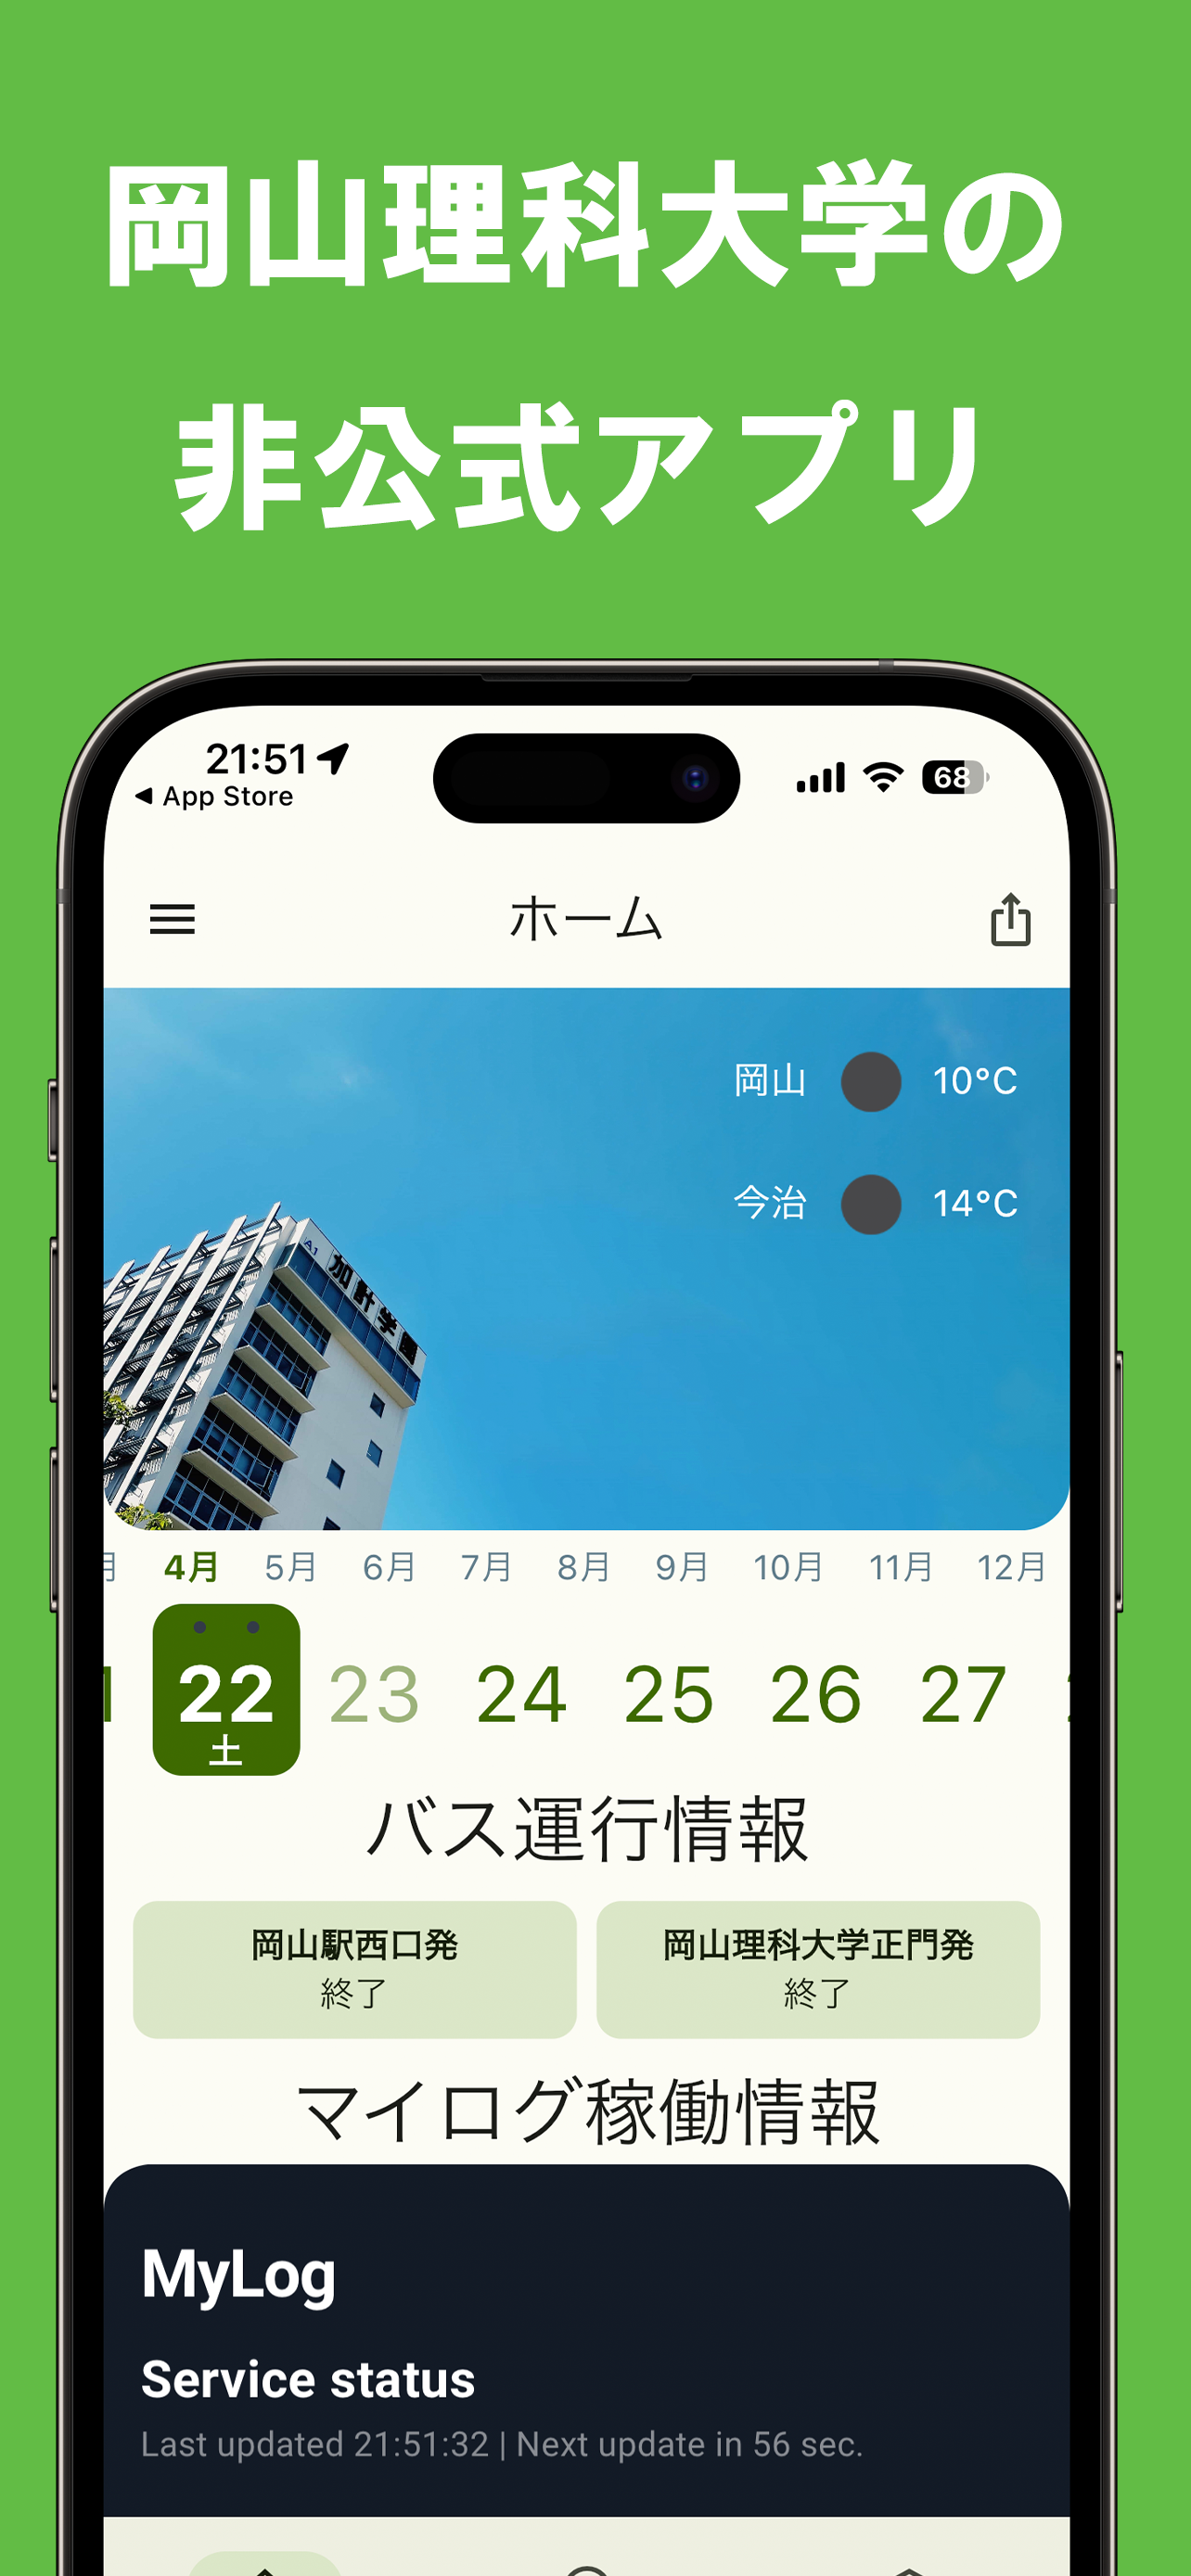 岡山理科大学の
非公式アプリ
21:51
68
App Store
ホーム
岡山 10°C
今治 14°C
A1 加計学園
月 4月 5月 6月 7月 8月 9月 10月 11月 12月
22 23 24 25 26 27
土
バス運行情報
岡山駅西口発
終了
岡山理科大学正門発
終了
マイログ稼働情報
MyLog
Service status
Last updated 21:51:32 | Next update in 56 sec.